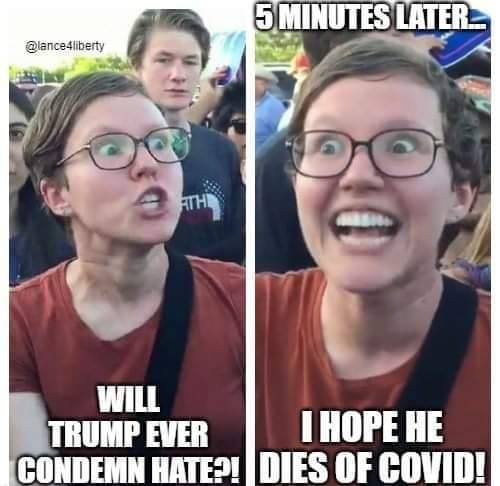 @lance4liberty
WILL
TRUMP EVER
CONDEMN HATE?!
5 MINUTES LATER...
I HOPE HE
DIES OF COVID!